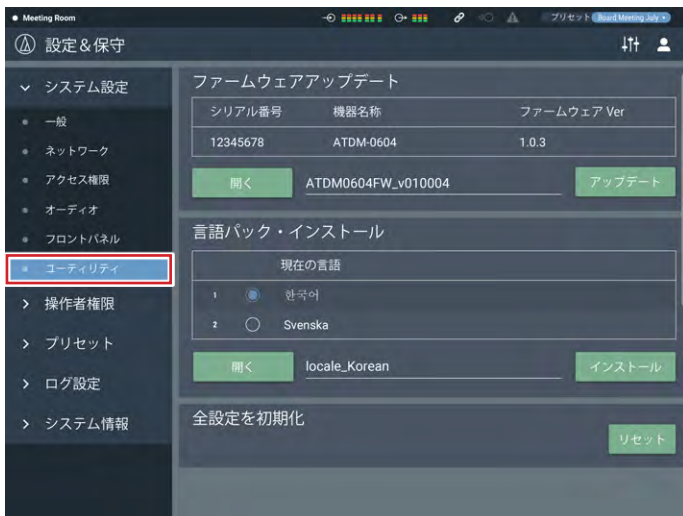 Meeting Room
プリセット Board Meeting July
設定&保守
システム設定
一般
ネットワーク
アクセス権限
オーディオ
フロントパネル
ユーティリティ
操作者権限
プリセット
ログ設定
システム情報
ファームウェアアップデート
シリアル番号 機器名称 ファームウェア Ver
12345678 ATDM-0604 1.0.3
開く ATDM0604FW_v010004 アップデート
言語パック・インストール
現在の言語
1 한국어
2 Svenska
開く locale_Korean インストール
全設定を初期化
リセット